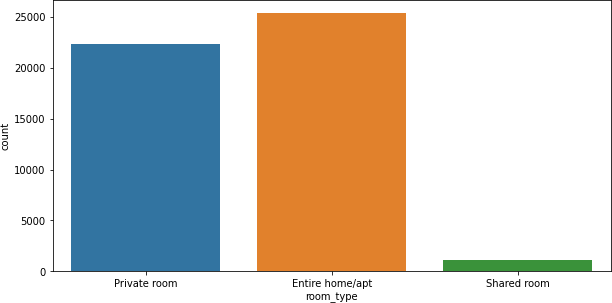 25000
20000
15000
10000
5000
0
count
Private room
Entire home/apt
Shared room
room_type